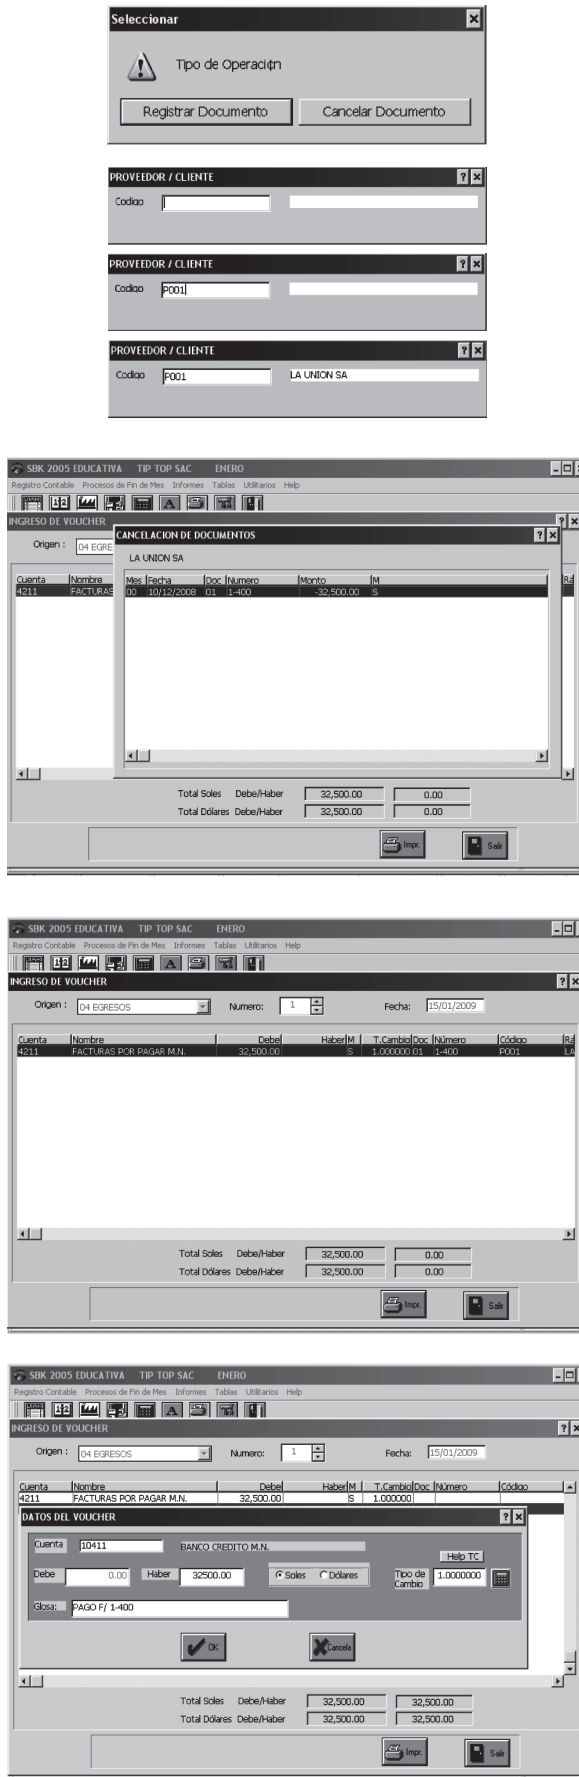 Seleccionar
Tipo de Operaci¢n
Registrar Documento Cancelar Documento
PROVEEDOR / CLIENTE
Codigo
PROVEEDOR / CLIENTE
Codigo P001
PROVEEDOR / CLIENTE
Codigo P001 LA UNION SA
SBK 2005 EDUCATIVA TIP TOP SAC ENERO
Registro Contable Procesos de Fin de Mes Informes Tablas Utilitarios Help
INGRESO DE VOUCHER
Origen : 04 EGRE
CANCELACION DE DOCUMENTOS
LA UNION SA
Cuenta Nombre Mes Fecha Doc Numero Monto M Ra
4211 FACTURAS 00 10/12/2008 01 1-400 -32,500.00 S
Total Soles Debe/Haber 32,500.00 0.00
Total Dólares Debe/Haber 32,500.00 0.00
Impr. Salir
SBK 2005 EDUCATIVA TIP TOP SAC ENERO
Registro Contable Procesos de Fin de Mes Informes Tablas Utilitarios Help
INGRESO DE VOUCHER
Origen : 04 EGRESOS Numero: 1 Fecha: 15/01/2009
Cuenta Nombre Debe Haber M T.Cambio Doc Número Código Ra
4211 FACTURAS POR PAGAR M.N. 32,500.00 S 1.000000 01 1-400 P001 LA
Total Soles Debe/Haber 32,500.00 0.00
Total Dólares Debe/Haber 32,500.00 0.00
Impr. Salir
SBK 2005 EDUCATIVA TIP TOP SAC ENERO
Registro Contable Procesos de Fin de Mes Informes Tablas Utilitarios Help
INGRESO DE VOUCHER
Origen : 04 EGRESOS Numero: 1 Fecha: 15/01/2009
Cuenta Nombre Debe Haber M T.Cambio Doc Número Código
4211 FACTURAS POR PAGAR M.N. 32,500.00 S 1.000000
DATOS DEL VOUCHER
Cuenta 10411 BANCO CREDITO M.N.
Help TC
Debe 0.00 Haber 32500.00 Soles Dólares Tipo de Cambio 1.0000000
Glosa: PAGO F/ 1-400
OK Cancela
Total Soles Debe/Haber 32,500.00 32,500.00
Total Dólares Debe/Haber 32,500.00 32,500.00
Impr. Salir